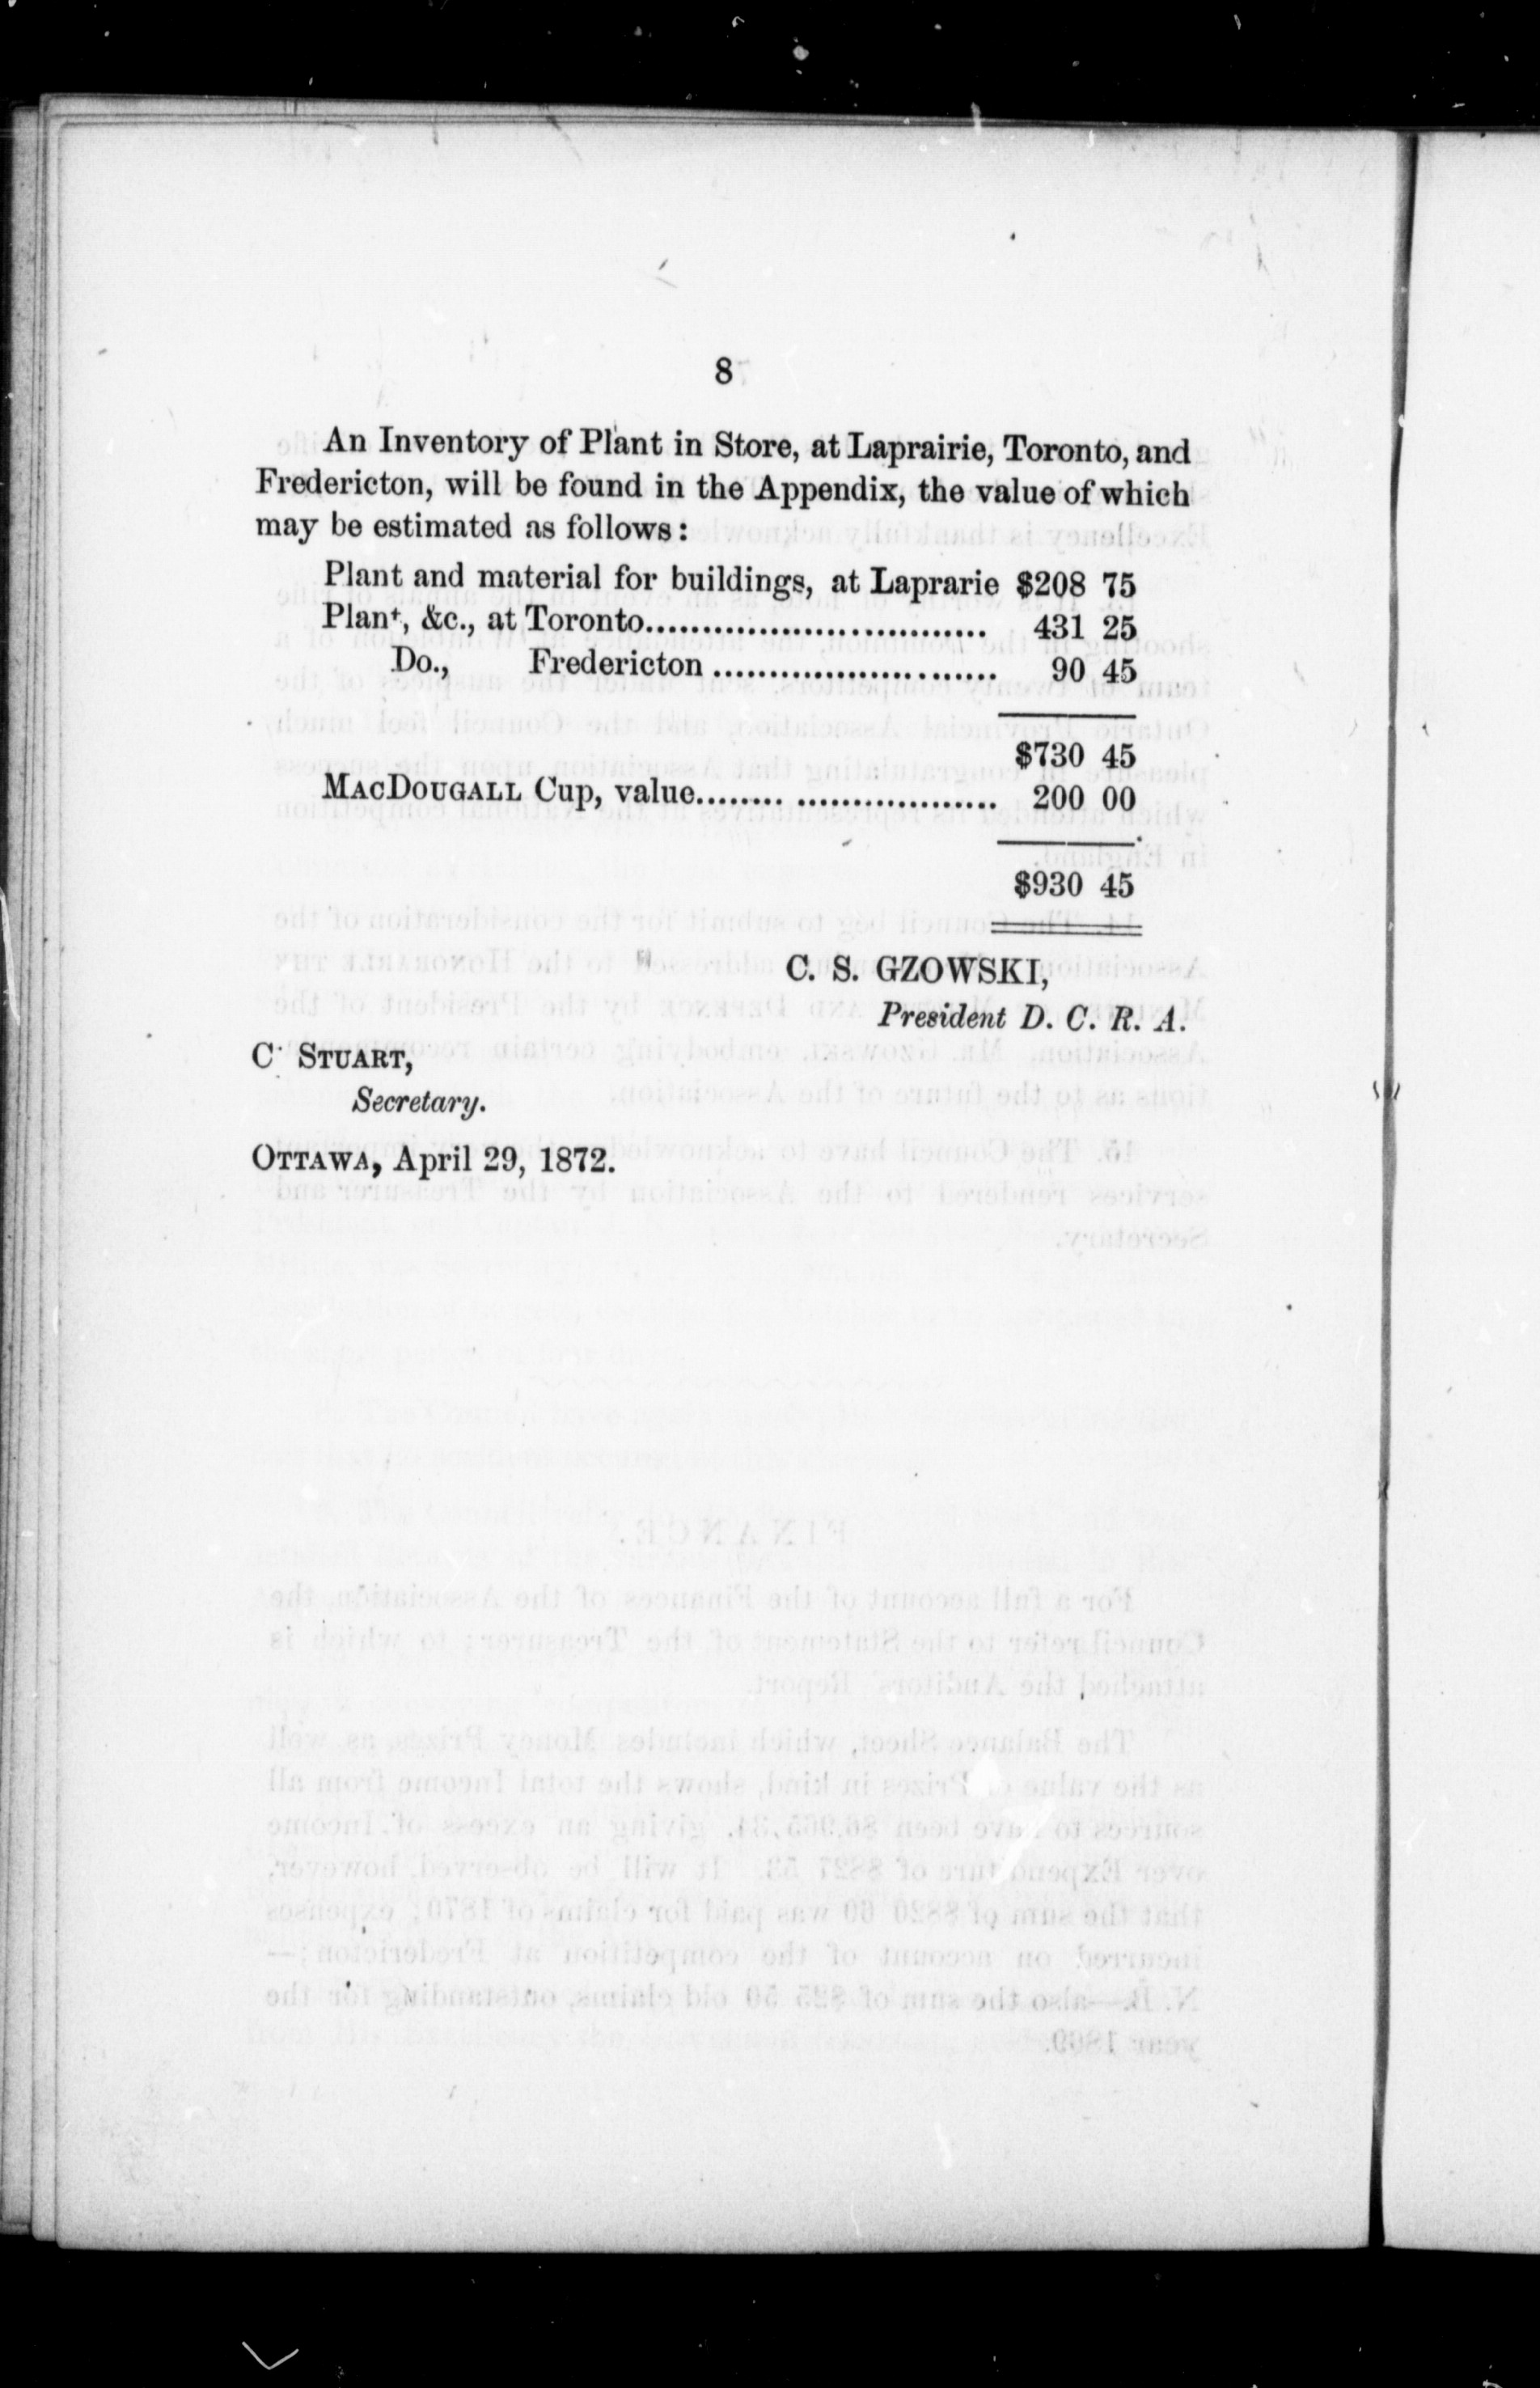 8
An Inventory of Plant in Store, at Laprairie, Toronto, and
Fredericton, will be found in the Appendix, the value of which
may be estimated as follows:
Plant and material for buildings, at Laprarie $208 75
Plant, &c., at Toronto.............................. 431 25
Do., Fredericton.......................... 90 45
$730 45
MACDOUGALL Cup, value........ .................. 200 00
$930 45
C. S. GZOWSKI,
President D. C. R. A.
C. STUART,
Secretary.
OTTAWA, April 29, 1872.